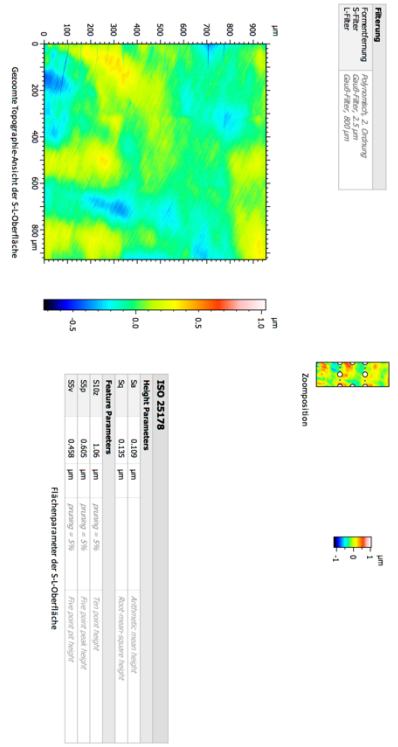 Filterung
Formentfernung Polynomisch, 2. Ordnung
S-Filter Gauß-Filter, 2.5 µm
L-Filter Gauß-Filter, 800 µm
µm
900
800
700
600
500
400
300
200
100
0
0 200 400 600 800 µm
Gezoomte Topographie-Ansicht der S-L-Oberfläche
µm
1.0
0.5
0.0
-0.5
Zoomposition
µm
1
0
-1
ISO 25178
Height Parameters
Sa 0.109 µm Arithmetic mean height
Sq 0.135 µm Root-mean-square height
Feature Parameters
S10z 1.06 µm pruning = 5% Ten point height
S5p 0.605 µm pruning = 5% Five point peak height
S5v 0.458 µm pruning = 5% Five point pit height
Flächenparameter der S-L-Oberfläche